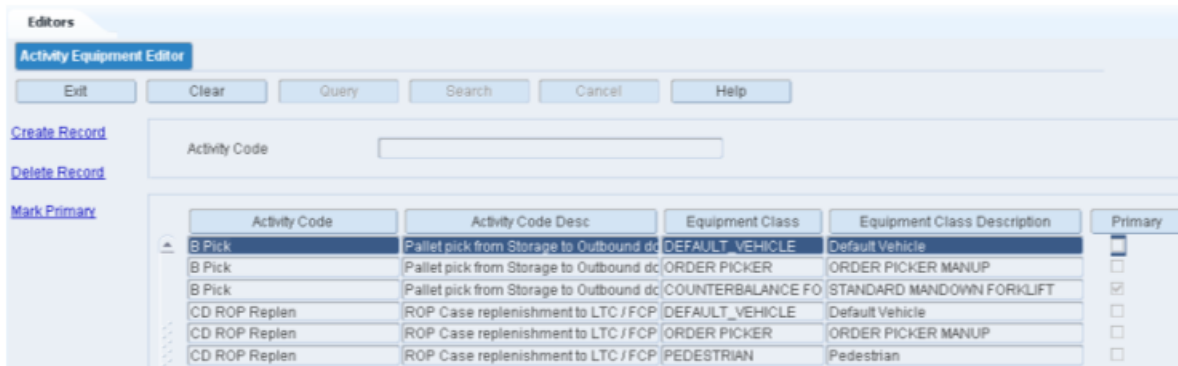 Editors
Activity Equipment Editor
Exit Clear Query Search Cancel Help
Create Record
Activity Code
Delete Record
Mark Primary
Activity Code Activity Code Desc Equipment Class Equipment Class Description Primary
B Pick Pallet pick from Storage to Outbound dc DEFAULT_VEHICLE Default Vehicle
B Pick Pallet pick from Storage to Outbound dc ORDER PICKER ORDER PICKER MANUP
B Pick Pallet pick from Storage to Outbound dc COUNTERBALANCE FO STANDARD MANDOWN FORKLIFT
CD ROP Replen ROP Case replenishment to LTC / FCP DEFAULT_VEHICLE Default Vehicle
CD ROP Replen ROP Case replenishment to LTC / FCP ORDER PICKER ORDER PICKER MANUP
CD ROP Replen ROP Case replenishment to LTC / FCP PEDESTRIAN Pedestrian